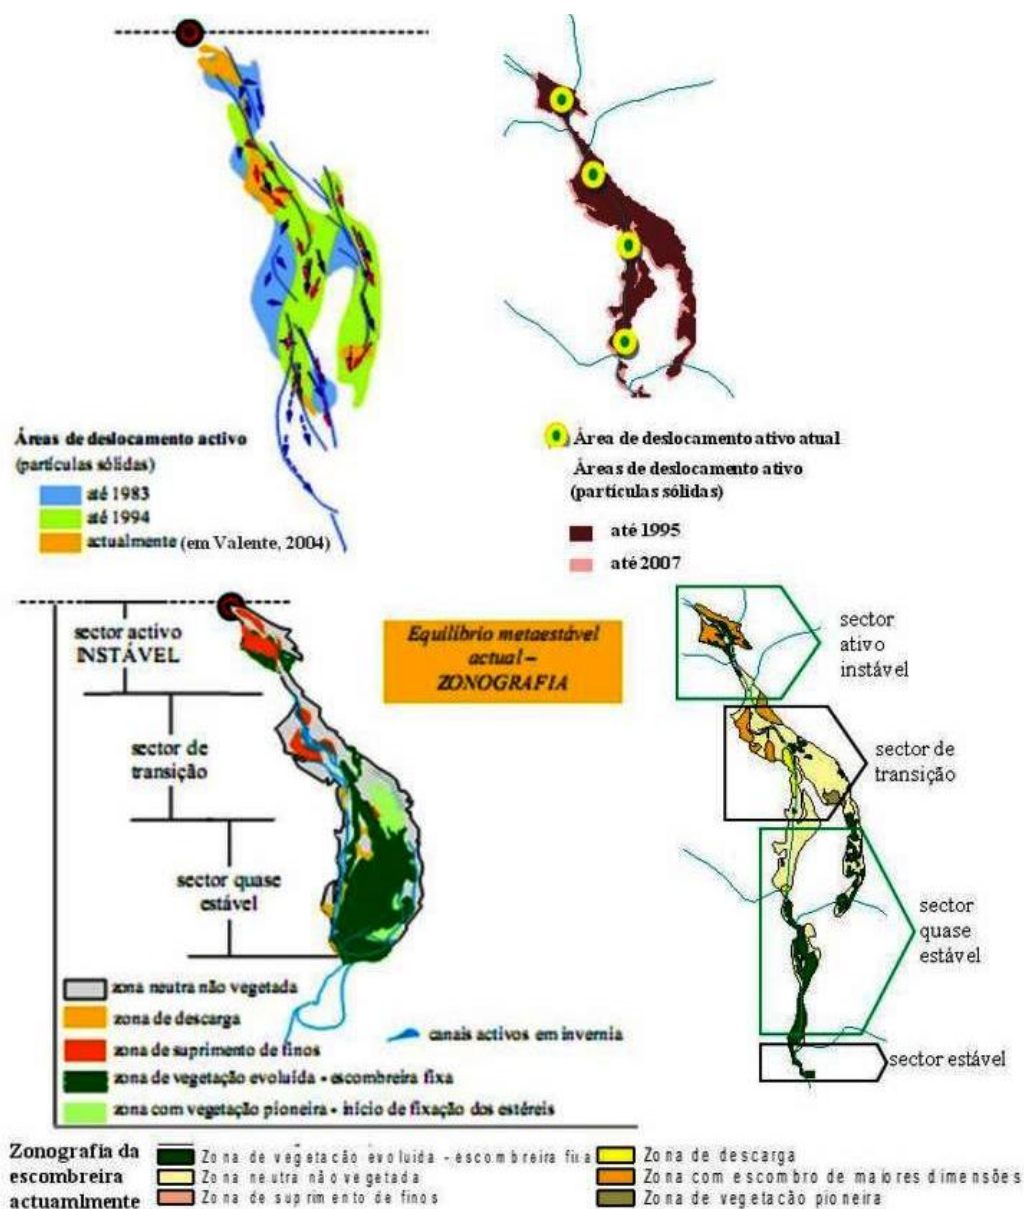 Áreas de deslocamento activo
(partículas sólidas)
até 1983
até 1994
actualmente (em Valente, 2004)
Área de deslocamento ativo atual
Áreas de deslocamento ativo
(partículas sólidas)
até 1995
até 2007
sector activo
INSTÁVEL
sector de
transição
sector quase
estável
Equilíbrio metaestável
actual –
ZONOGRAFIA
zona neutra não vegetada
zona de descarga
zona de suprimento de finos
zona de vegetação evoluída - escombreira fixa
zona com vegetação pioneira - início de fixação dos estéreis
canais activos em invernia
sector
ativo
instável
sector de
transição
sector
quase
estável
sector estável
Zonografia da
escombreira
actuamlmente
Zona de vegetacão evoluida - escombreira fixa
Zona neutra não vegetada
Zona de suprimento de finos
Zona de descarga
Zona com escombro de maiores dimensões
Zona de vegetacão pioneira